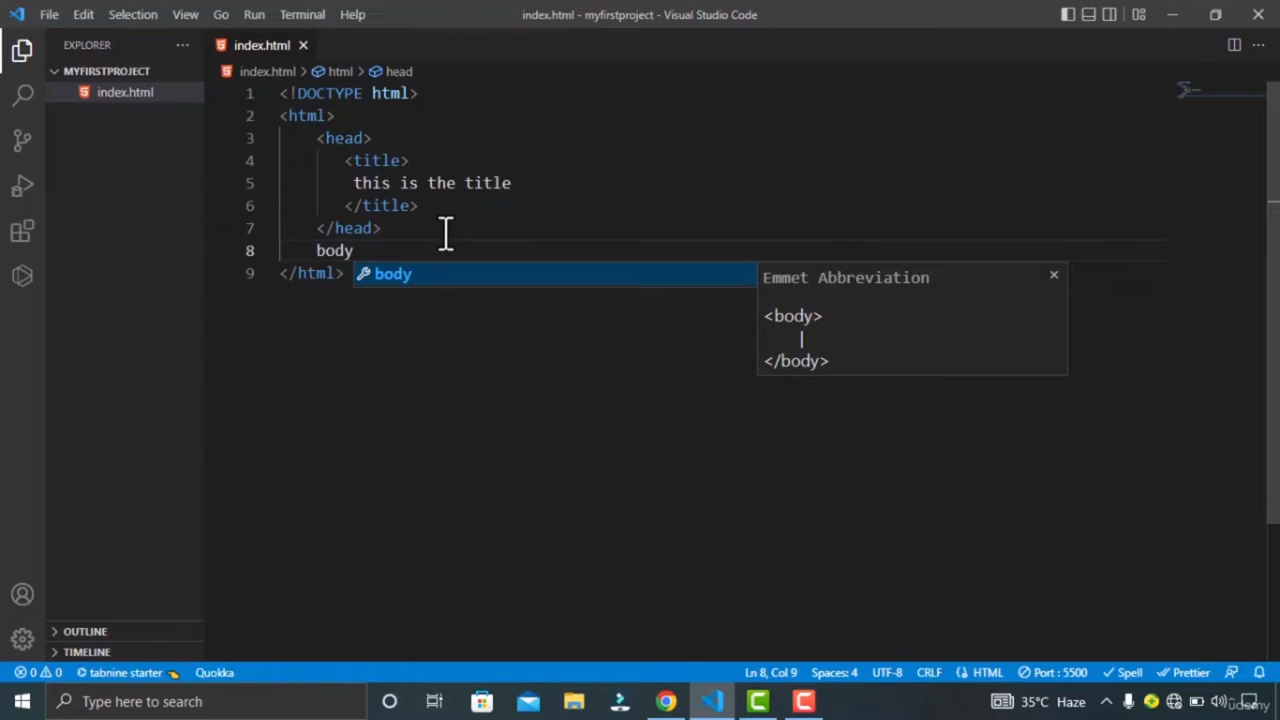 File Edit Selection View Go Run Terminal Help
index.html - myfirstproject - Visual Studio Code
EXPLORER
MYFIRSTPROJECT
index.html
index.html
index.html > html > head
1 <!DOCTYPE html>
2 <html>
3 <head>
4 <title>
5 this is the title
6 </title>
7 </head>
8 body
9 </html>
body
Emmet Abbreviation
<body>
|
</body>
OUTLINE
TIMELINE
0 0 tabnine starter Quokka
Ln 8, Col 9 Spaces: 4 UTF-8 CRLF HTML Port : 5500 Spell Prettier
Type here to search
35°C Haze
ûdemy